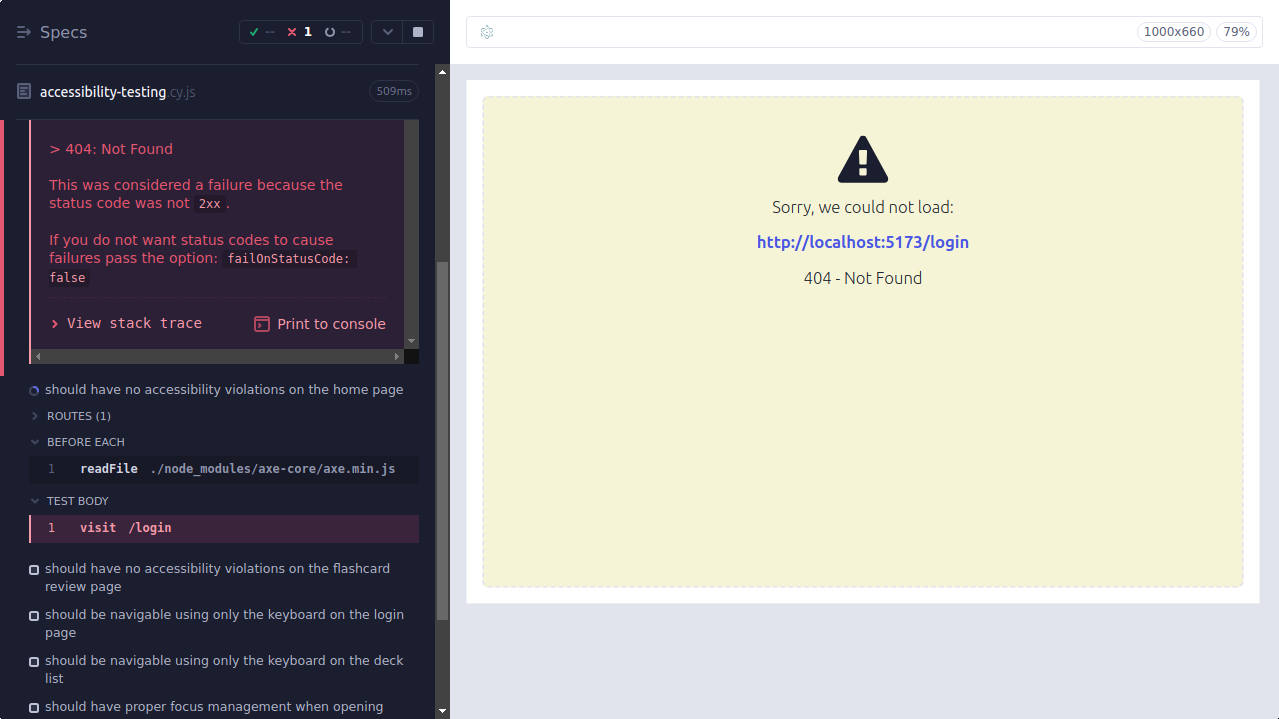 Specs
-- 1 --
accessibility-testing.cy.js
509ms
> 404: Not Found
This was considered a failure because the
status code was not 2xx .
If you do not want status codes to cause
failures pass the option: failOnStatusCode:
false
View stack trace
Print to console
should have no accessibility violations on the home page
ROUTES (1)
BEFORE EACH
1 readFile ./node_modules/axe-core/axe.min.js
TEST BODY
1 visit /login
should have no accessibility violations on the flashcard
review page
should be navigable using only the keyboard on the login
page
should be navigable using only the keyboard on the deck
list
should have proper focus management when opening
1000x660
79%
Sorry, we could not load:
http://localhost:5173/login
404 - Not Found